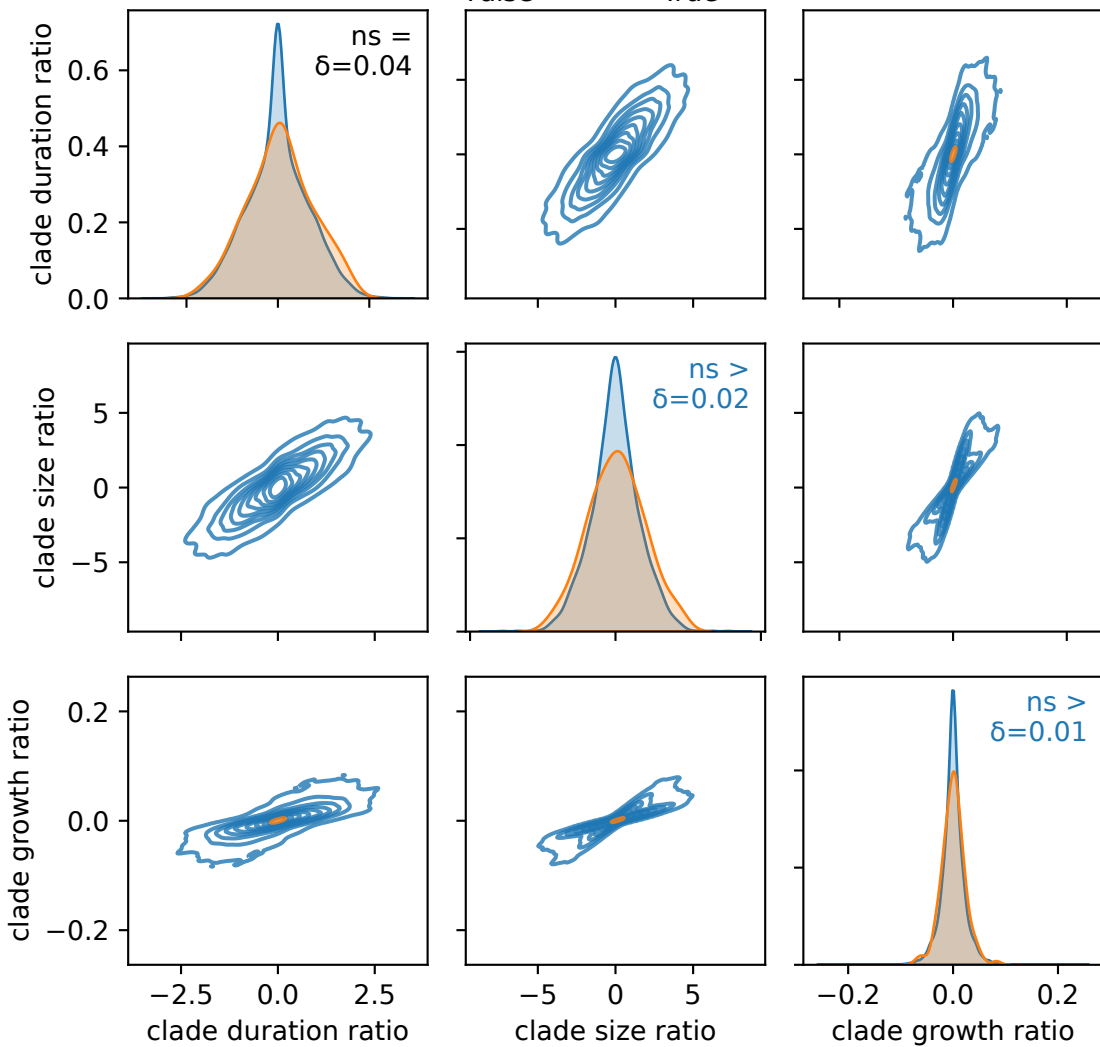 clade duration ratio
0.6
0.4
0.2
0.0
ns =
δ=0.04
clade size ratio
5
0
−5
ns >
δ=0.02
clade growth ratio
0.2
0.0
−0.2
ns >
δ=0.01
−2.5 0.0 2.5
−5 0 5
−0.2 0.0 0.2
clade duration ratio
clade size ratio
clade growth ratio